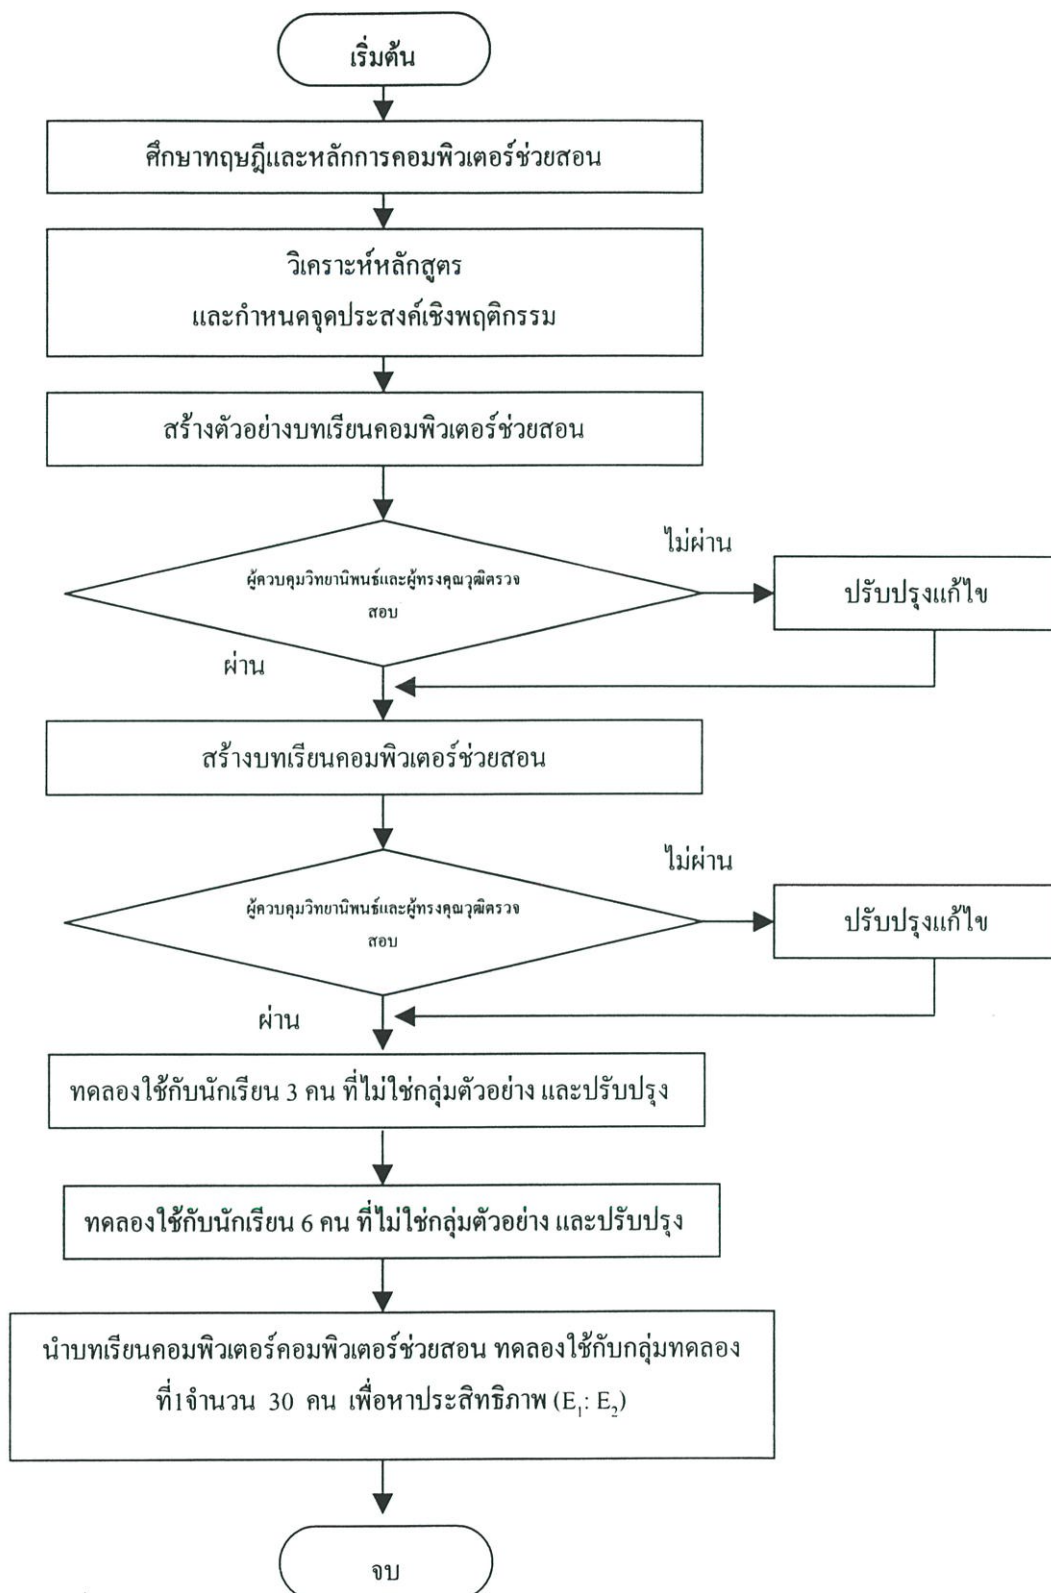 เริ่มต้น
ศึกษาทฤษฎีและหลักการคอมพิวเตอร์ช่วยสอน
วิเคราะห์หลักสูตร
และกำหนดจุดประสงค์เชิงพฤติกรรม
สร้างตัวอย่างบทเรียนคอมพิวเตอร์ช่วยสอน
ไม่ผ่าน
ผู้ควบคุมวิทยานิพนธ์และผู้ทรงคุณวุฒิตรวจ
สอบ
ปรับปรุงแก้ไข
ผ่าน
สร้างบทเรียนคอมพิวเตอร์ช่วยสอน
ไม่ผ่าน
ผู้ควบคุมวิทยานิพนธ์และผู้ทรงคุณวุฒิตรวจ
สอบ
ปรับปรุงแก้ไข
ผ่าน
ทดลองใช้กับนักเรียน 3 คน ที่ไม่ใช่กลุ่มตัวอย่าง และปรับปรุง
ทดลองใช้กับนักเรียน 6 คน ที่ไม่ใช่กลุ่มตัวอย่าง และปรับปรุง
นำบทเรียนคอมพิวเตอร์คอมพิวเตอร์ช่วยสอน ทดลองใช้กับกลุ่มทดลอง
ที่1จำนวน 30 คน เพื่อหาประสิทธิภาพ (E₁: E₂)
จบ